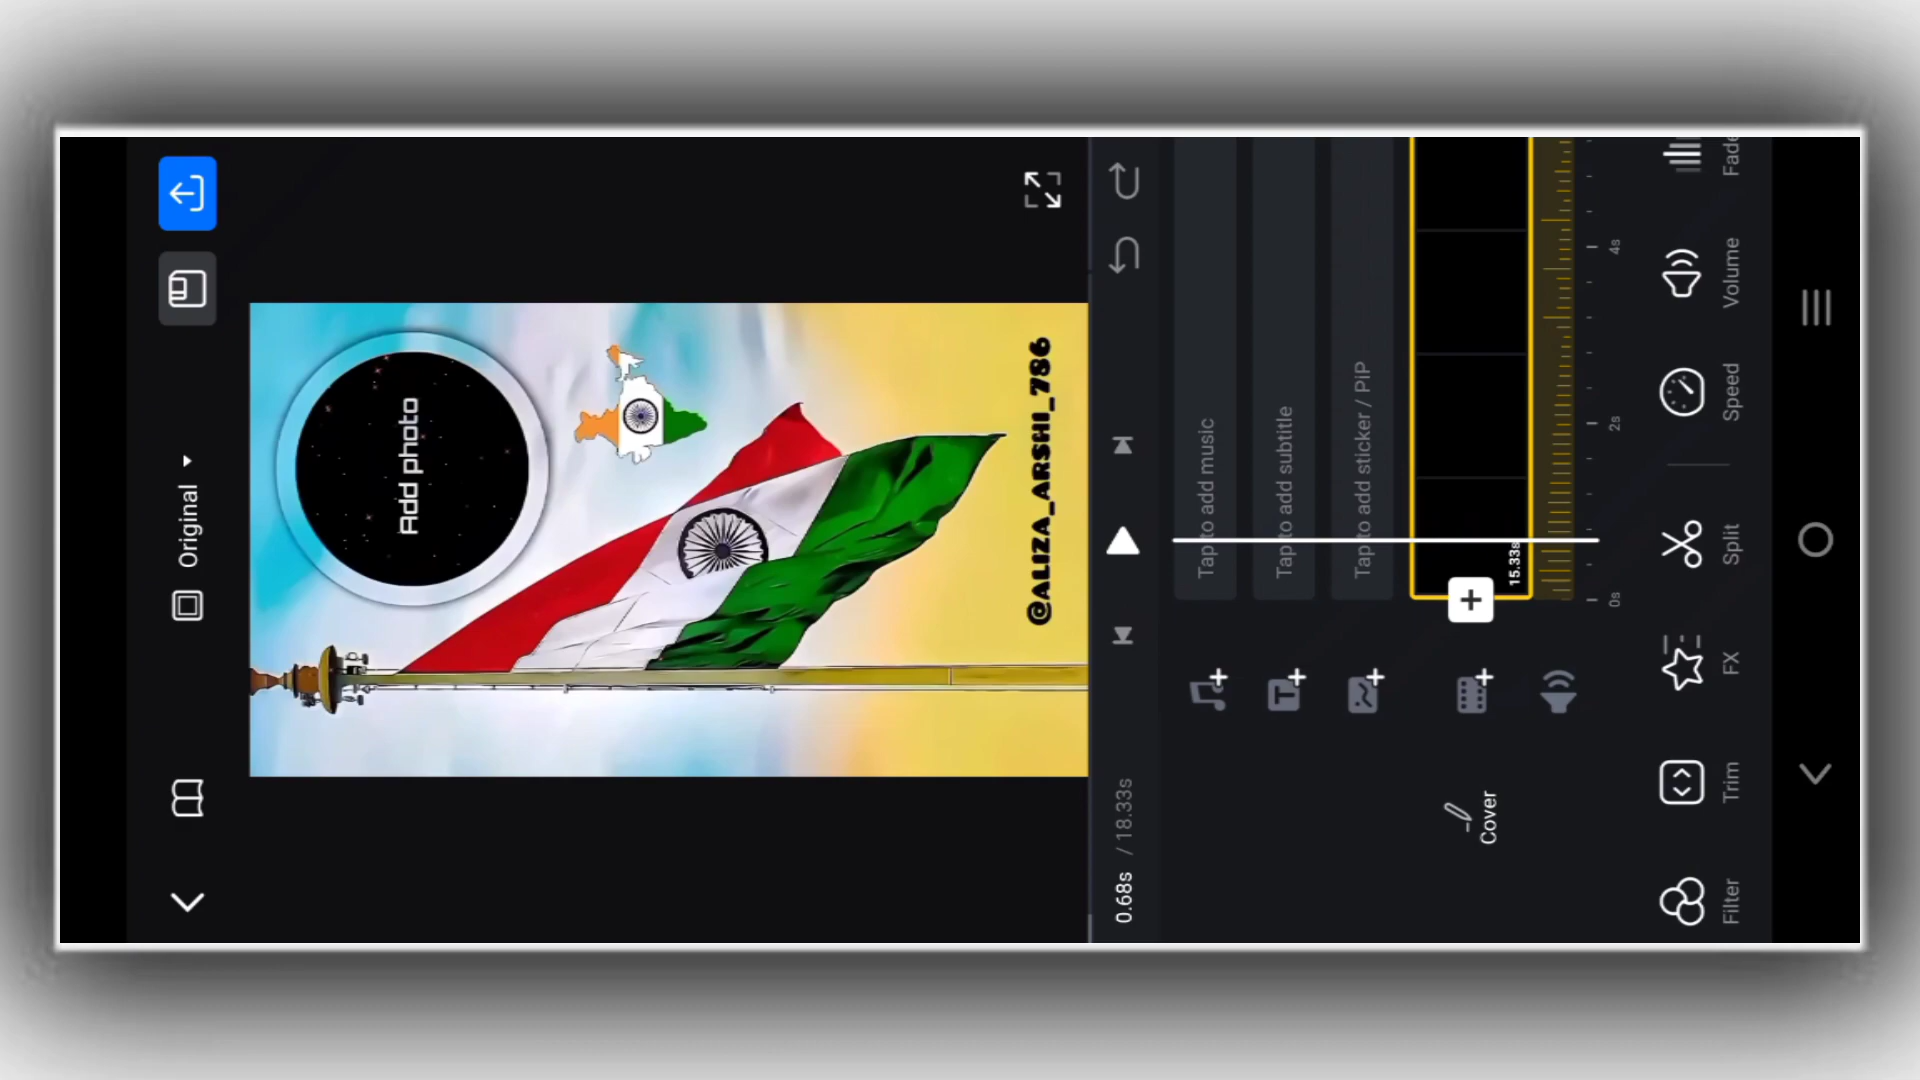 Original
Add photo
@ALIZA_ARSHI_786
0.68s / 18.33s
Tap to add music
Tap to add subtitle
Tap to add sticker / PiP
Cover
15.33s
0s
2s
4s
Filter
Trim
FX
Split
Speed
Volume
Fade